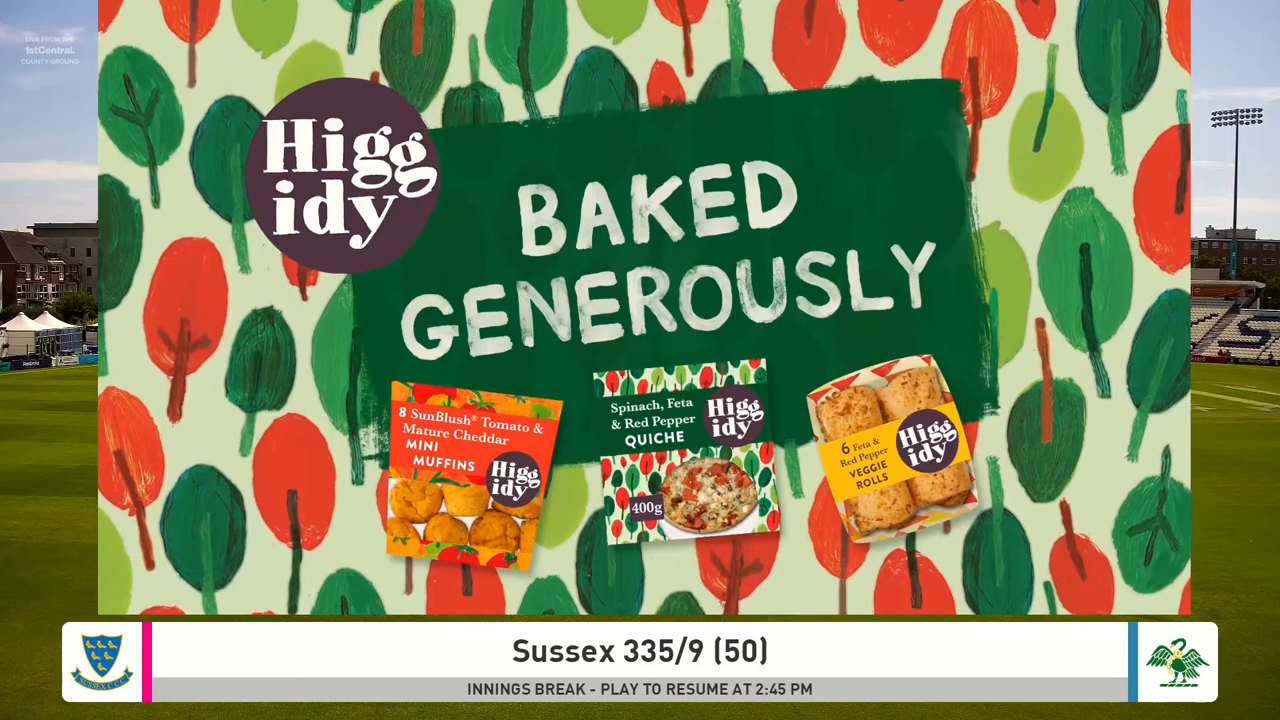 LIVE FROM THE
1stCentral.
COUNTY GROUND
Higg
idy
BAKED
GENEROUSLY
8 SunBlush® Tomato &
Mature Cheddar
MINI
MUFFINS
Higg
idy
Spinach, Feta
& Red Pepper
QUICHE
Higg
idy
400g
6 Feta &
Red Pepper
VEGGIE
ROLLS
Higg
idy
Sussex 335/9 (50)
INNINGS BREAK - PLAY TO RESUME AT 2:45 PM
SUSSEX C.C.C.